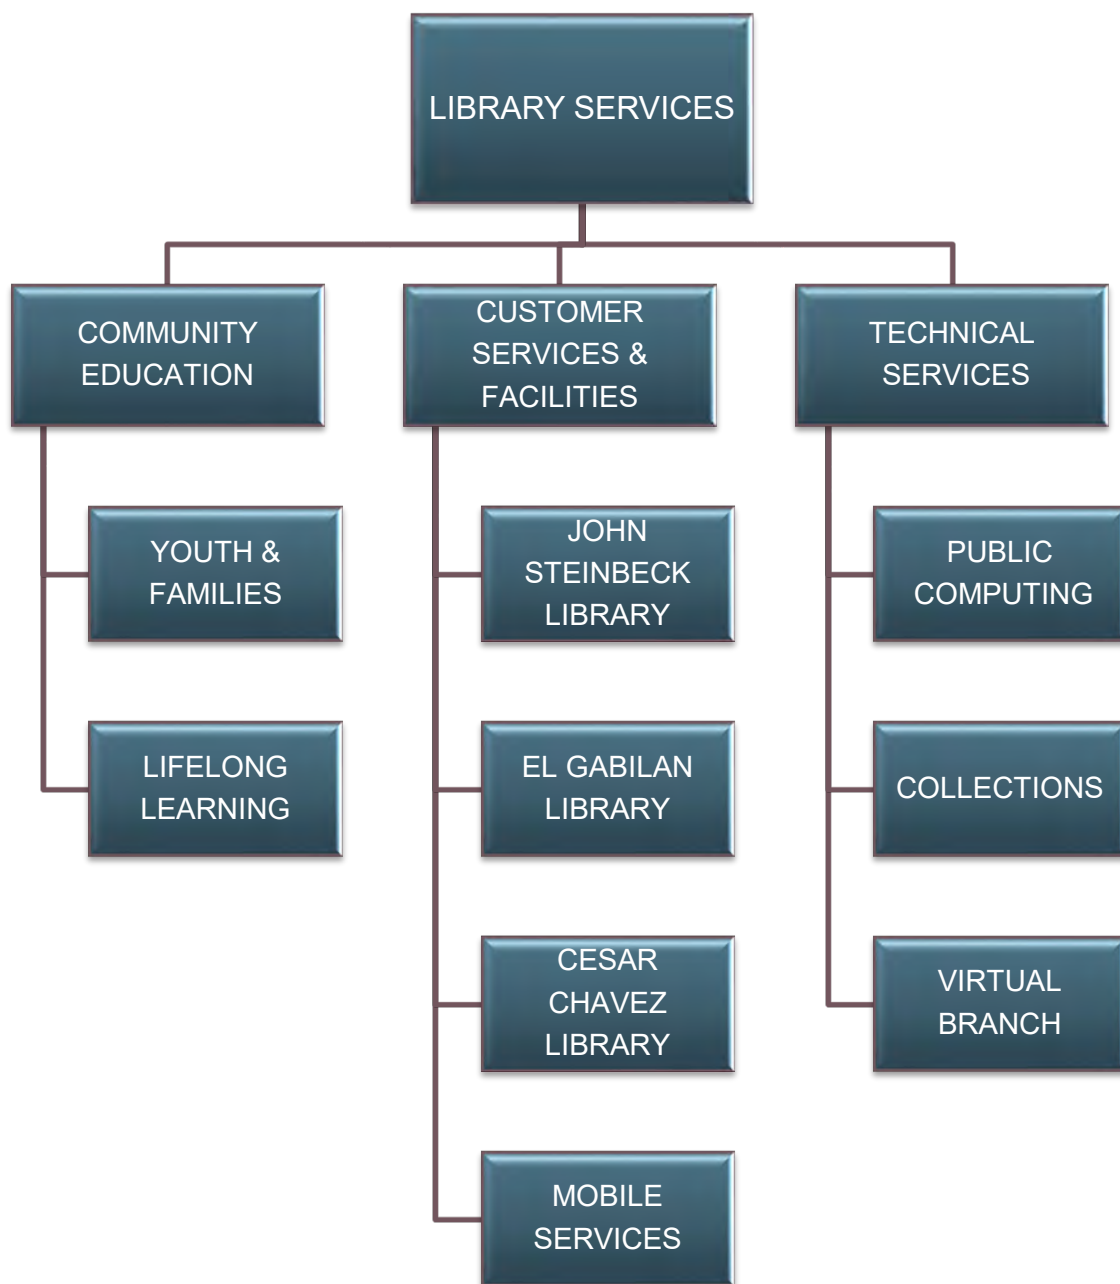 LIBRARY SERVICES
COMMUNITY
EDUCATION
CUSTOMER
SERVICES &
FACILITIES
TECHNICAL
SERVICES
YOUTH &
FAMILIES
LIFELONG
LEARNING
JOHN
STEINBECK
LIBRARY
EL GABILAN
LIBRARY
CESAR
CHAVEZ
LIBRARY
MOBILE
SERVICES
PUBLIC
COMPUTING
COLLECTIONS
VIRTUAL
BRANCH